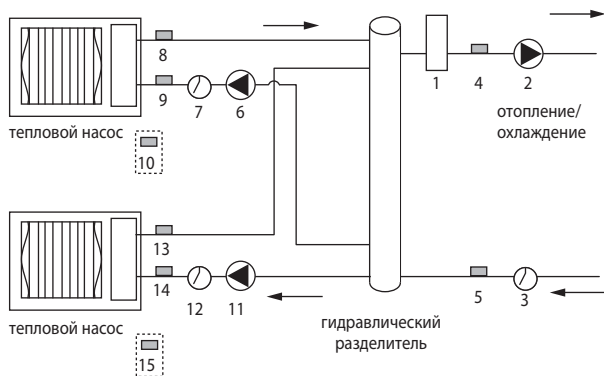 8
9
7
6
1
4
2
отопление/
охлаждение
тепловой насос
10
13
14
12
11
5
3
гидравлический
разделитель
тепловой насос
15